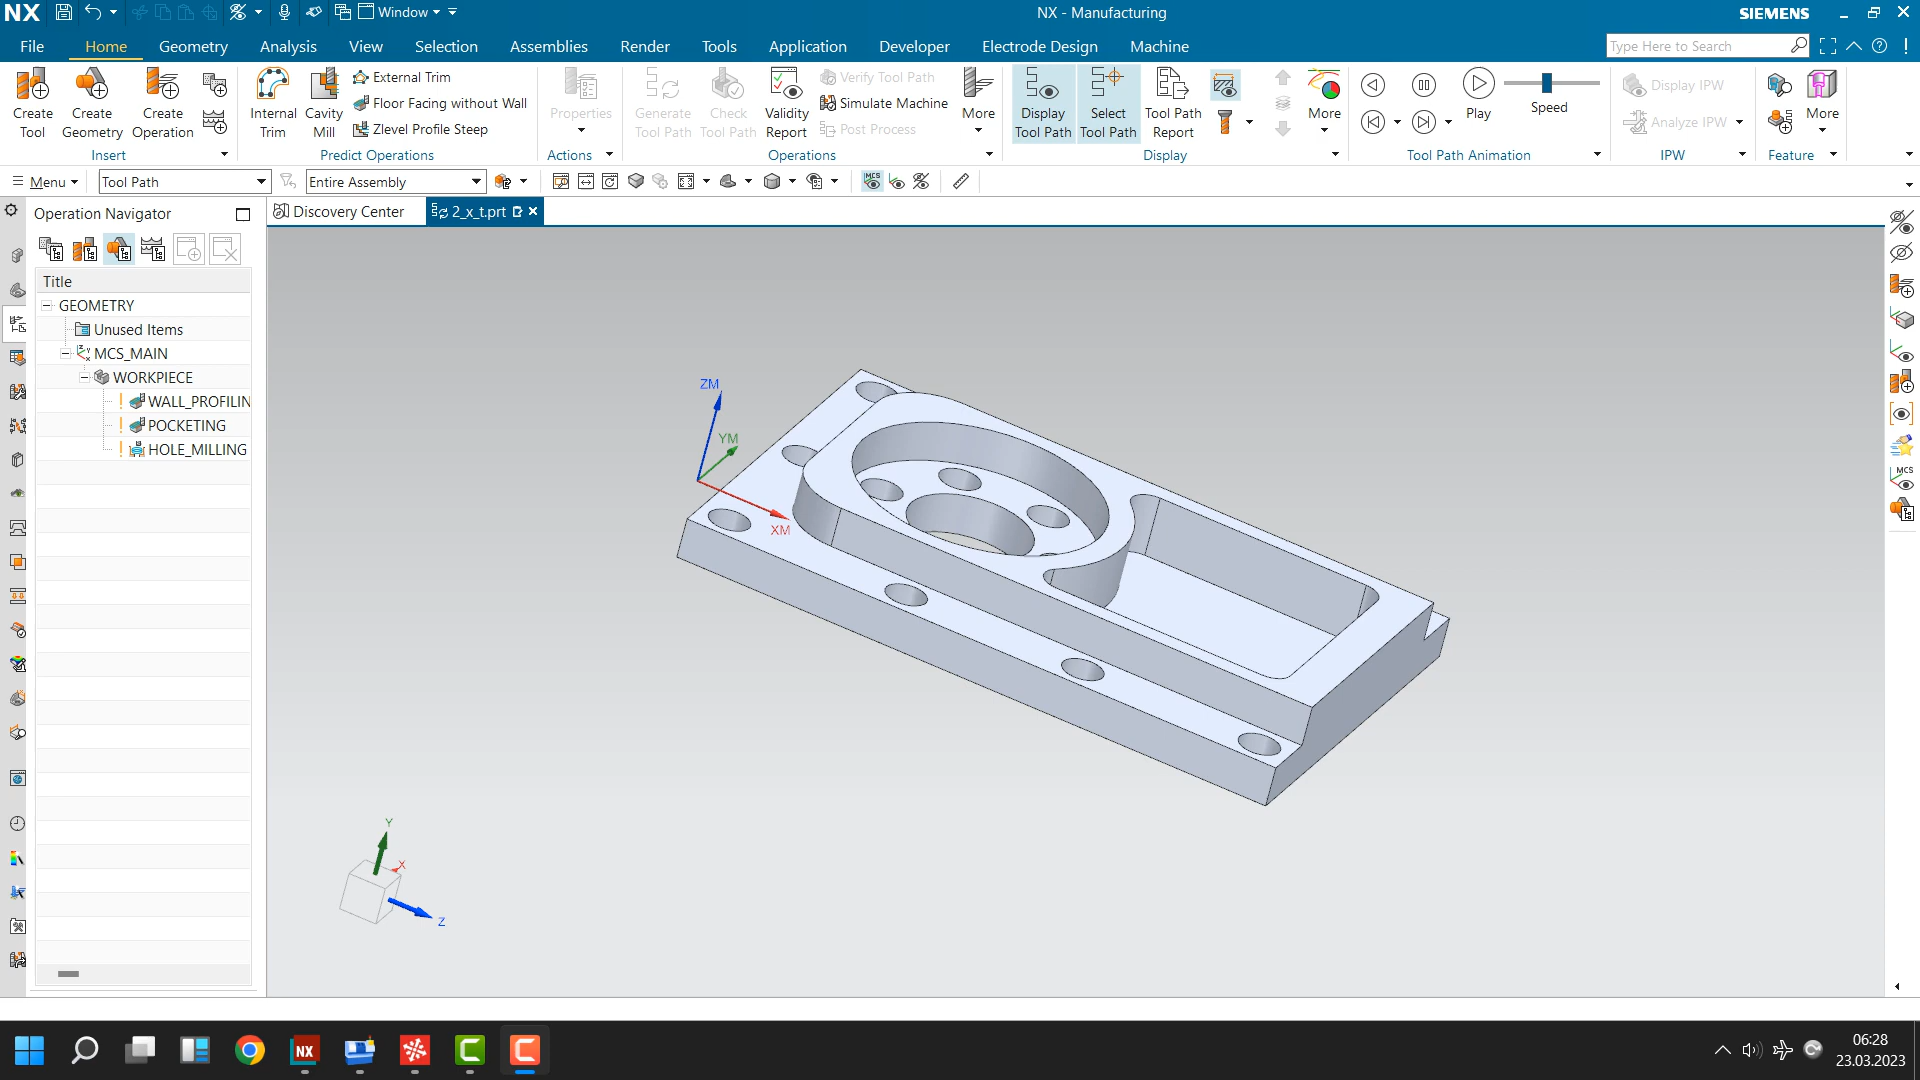 NX
Window
NX - Manufacturing
SIEMENS
File
Home
Geometry
Analysis
View
Selection
Assemblies
Render
Tools
Application
Developer
Electrode Design
Machine
Type Here to Search
Create Tool
Create Geometry
Create Operation
Insert
Internal Trim
Cavity Mill
External Trim
Floor Facing without Wall
Zlevel Profile Steep
Predict Operations
Properties
Actions
Generate Tool Path
Check Tool Path
Validity Report
Verify Tool Path
Simulate Machine
Post Process
More
Operations
Display Tool Path
Select Tool Path
Tool Path Report
More
Display
Play
Speed
Tool Path Animation
Display IPW
Analyze IPW
IPW
More
Feature
Menu
Tool Path
Entire Assembly
MCS
Operation Navigator
Discovery Center
2_x_t.prt
Title
GEOMETRY
Unused Items
MCS_MAIN
WORKPIECE
WALL_PROFILIN
POCKETING
HOLE_MILLING
ZM
YM
XM
Y
X
Z
MCS
NX
C
C
06:28
23.03.2023